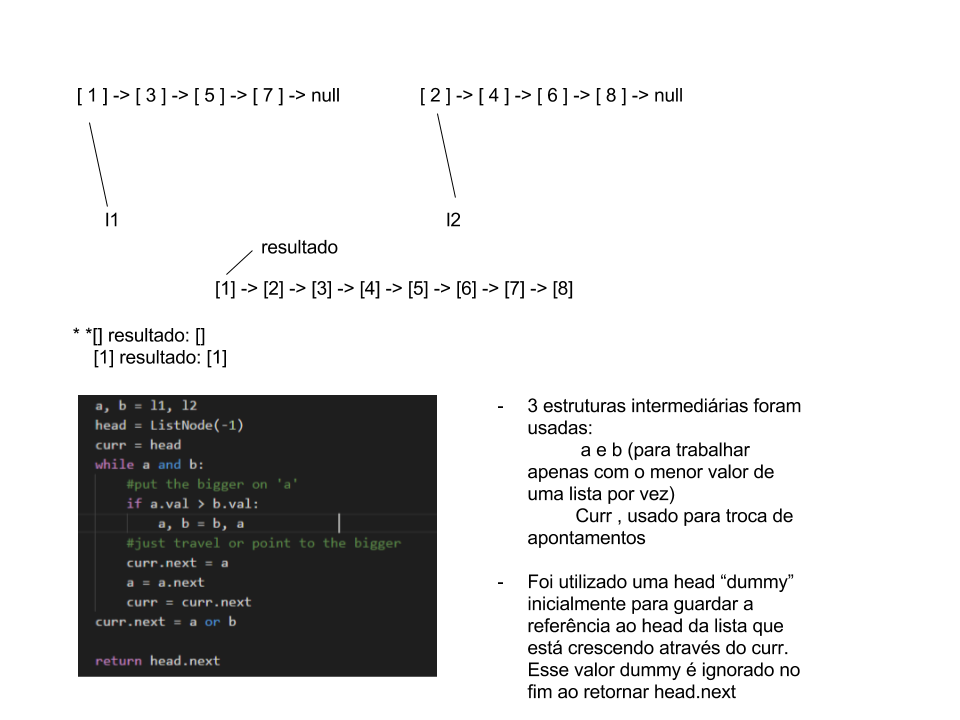 [ 1 ] -> [ 3 ] -> [ 5 ] -> [ 7 ] -> null
[ 2 ] -> [ 4 ] -> [ 6 ] -> [ 8 ] -> null
l1
l2
resultado
[1] -> [2] -> [3] -> [4] -> [5] -> [6] -> [7] -> [8]
* *[] resultado: []
[1] resultado: [1]
a, b = l1, l2
head = ListNode(-1)
curr = head
while a and b:
#put the bigger on 'a'
if a.val > b.val:
a, b = b, a
#just travel or point to the bigger
curr.next = a
a = a.next
curr = curr.next
curr.next = a or b
return head.next
- 3 estruturas intermediárias foram
usadas:
a e b (para trabalhar
apenas com o menor valor de
uma lista por vez)
Curr , usado para troca de
apontamentos
- Foi utilizado uma head “dummy”
inicialmente para guardar a
referência ao head da lista que
está crescendo através do curr.
Esse valor dummy é ignorado no
fim ao retornar head.next